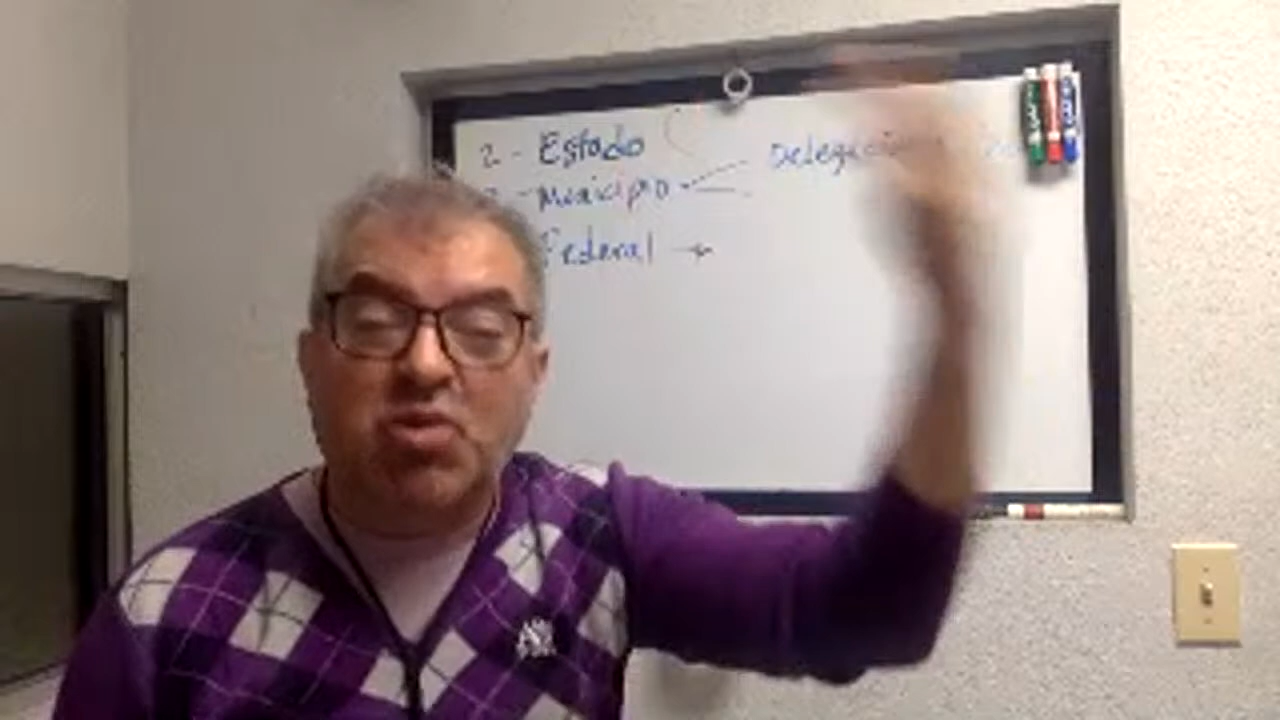 2 - Estado
- Municipio
Federal →